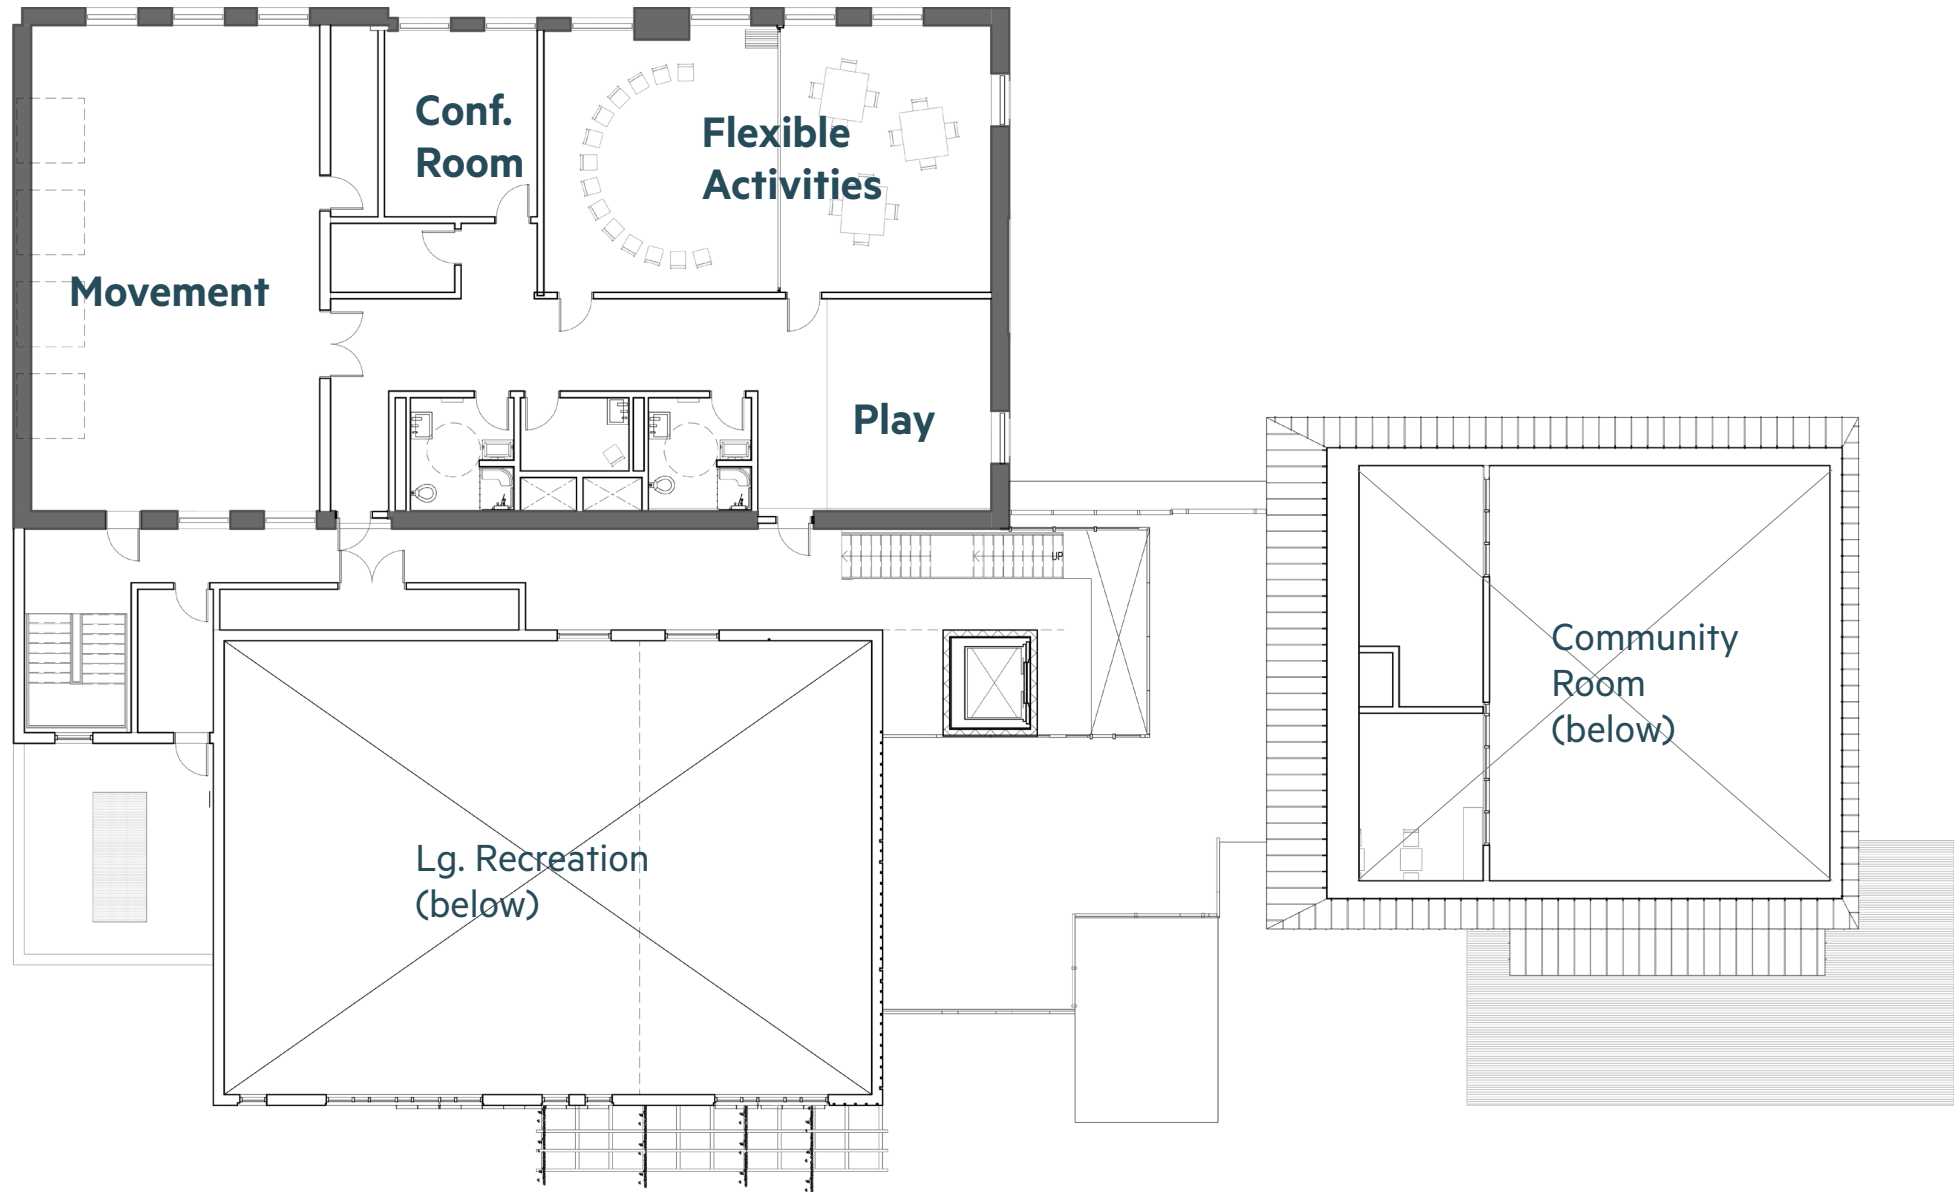 Conf.
Room
Flexible
Activities
Movement
Play
UP
Community
Room
(below)
Lg. Recreation
(below)